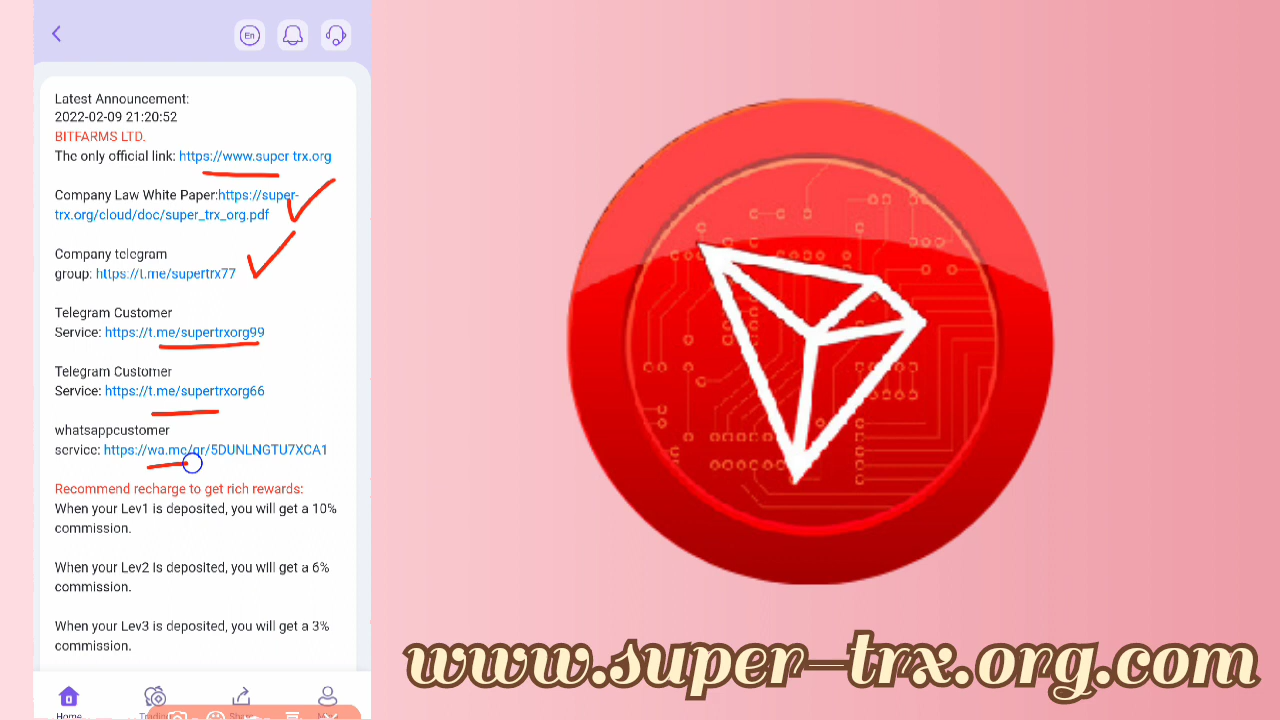 En
Latest Announcement:
2022-02-09 21:20:52
BITFARMS LTD.
The only official link: https://www.super trx.org
Company Law White Paper:https://super-
trx.org/cloud/doc/super_trx_org.pdf
Company telegram
group: https://t.me/supertrx77
Telegram Customer
Service: https://t.me/supertrxorg99
Telegram Customer
Service: https://t.me/supertrxorg66
whatsappcustomer
service: https://wa.me/qr/5DUNLNGTU7XCA1
Recommend recharge to get rich rewards:
When your Lev1 is deposited, you will get a 10%
commission.
When your Lev2 is deposited, you will get a 6%
commission.
When your Lev3 is deposited, you will get a 3%
commission.
Home
www.super-trx.org.com